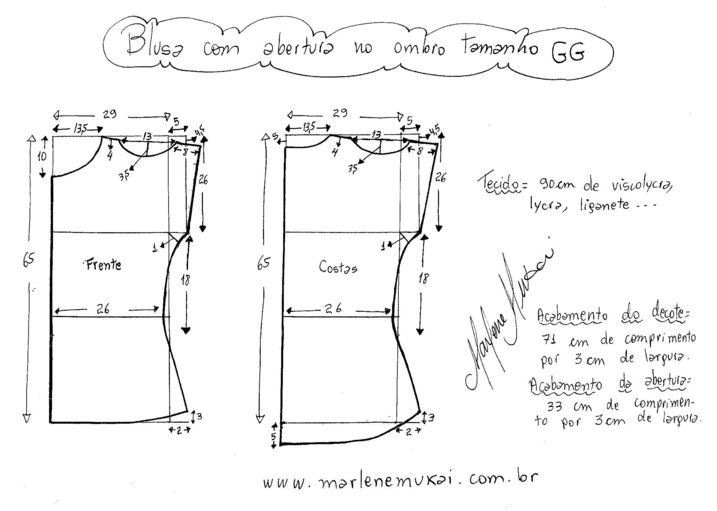 Blusa com abertura no ombro tamanho GG
29
13,5
5
4,5
13
10
4
3,5
8
26
65
1
Frente
18
26
3
2
29
13,5
5
4,5
5
13
4
3,5
8
26
65
1
Costas
18
26
3
5
2
Tecido = 90cm de viscolycra,
lycra, liganete ...
Marlene Mukai
Acabamento do decote=
71 cm de comprimento
por 3 cm de largura.
Acabamento da abertura=
33 cm de comprimen-
to por 3cm de largura.
www.marlenemukai.com.br